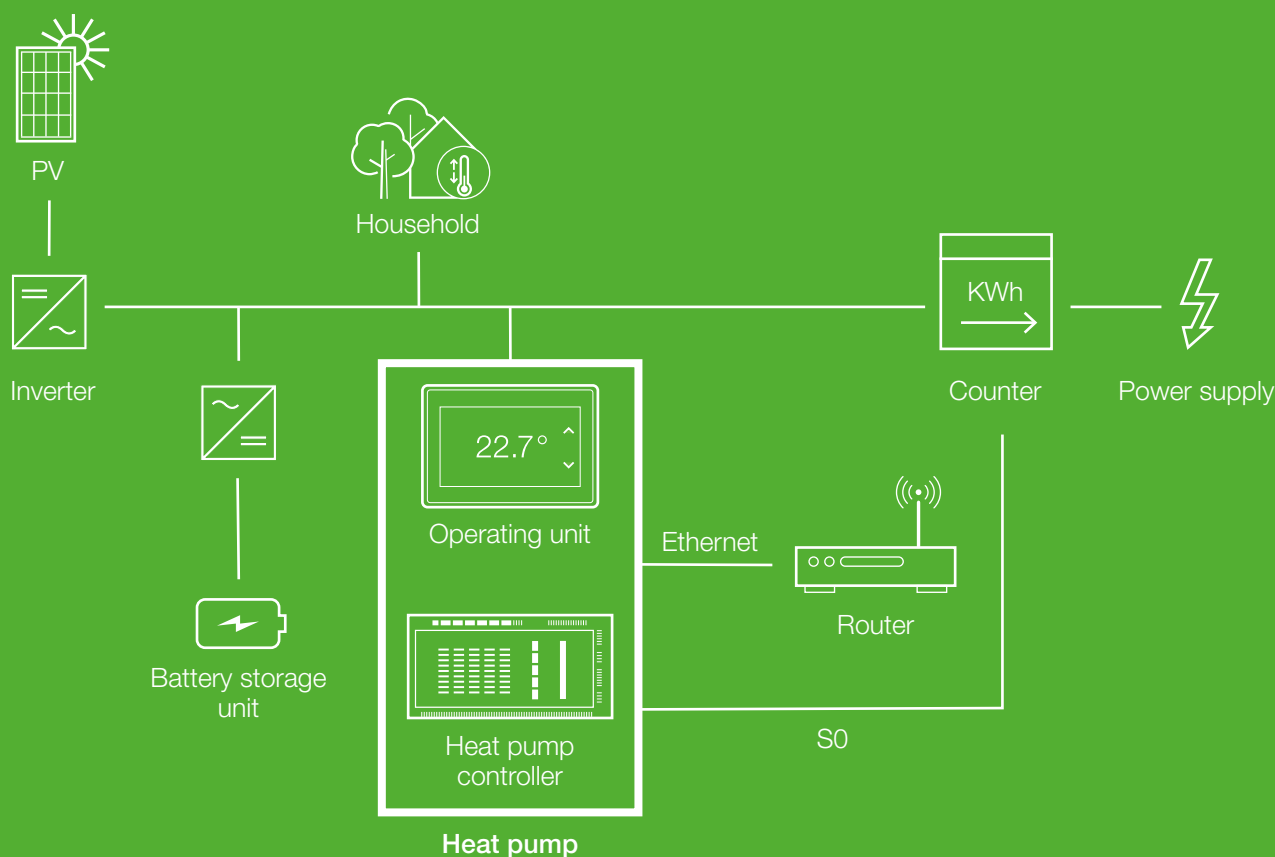 PV
Household
KWh
Inverter
Counter
Power supply
22.7°
Operating unit
Ethernet
Router
Battery storage
unit
S0
Heat pump
controller
Heat pump